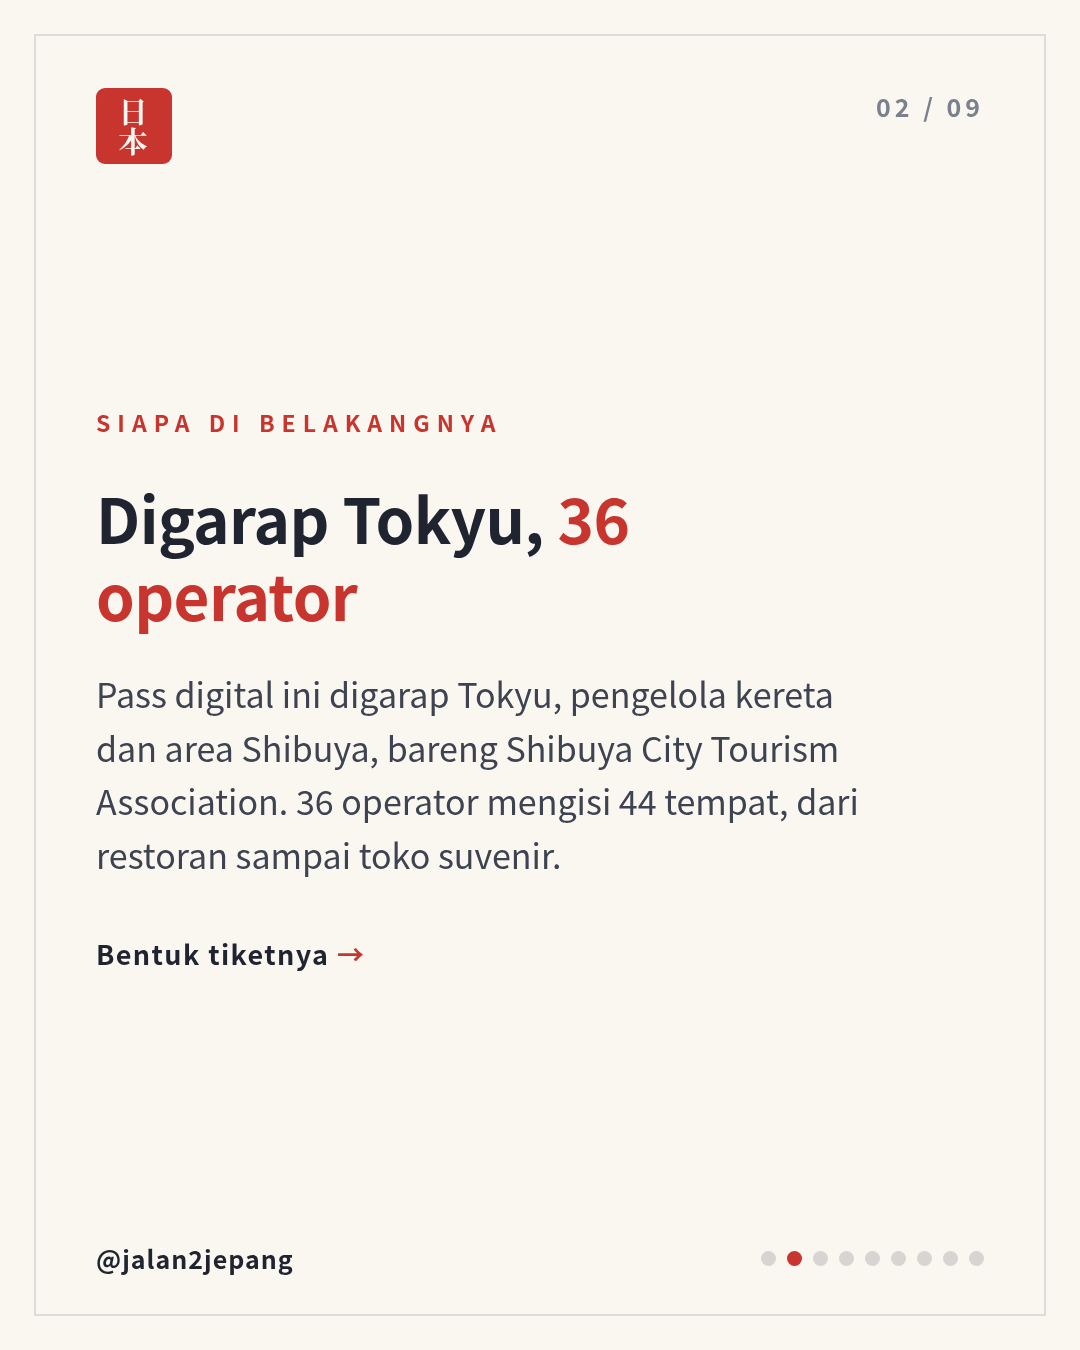 日
本
02 / 09
SIAPA DI BELAKANGNYA
Digarap Tokyu, 36
operator
Pass digital ini digarap Tokyu, pengelola kereta
dan area Shibuya, bareng Shibuya City Tourism
Association. 36 operator mengisi 44 tempat, dari
restoran sampai toko suvenir.
Bentuk tiketnya →
@jalan2jepang